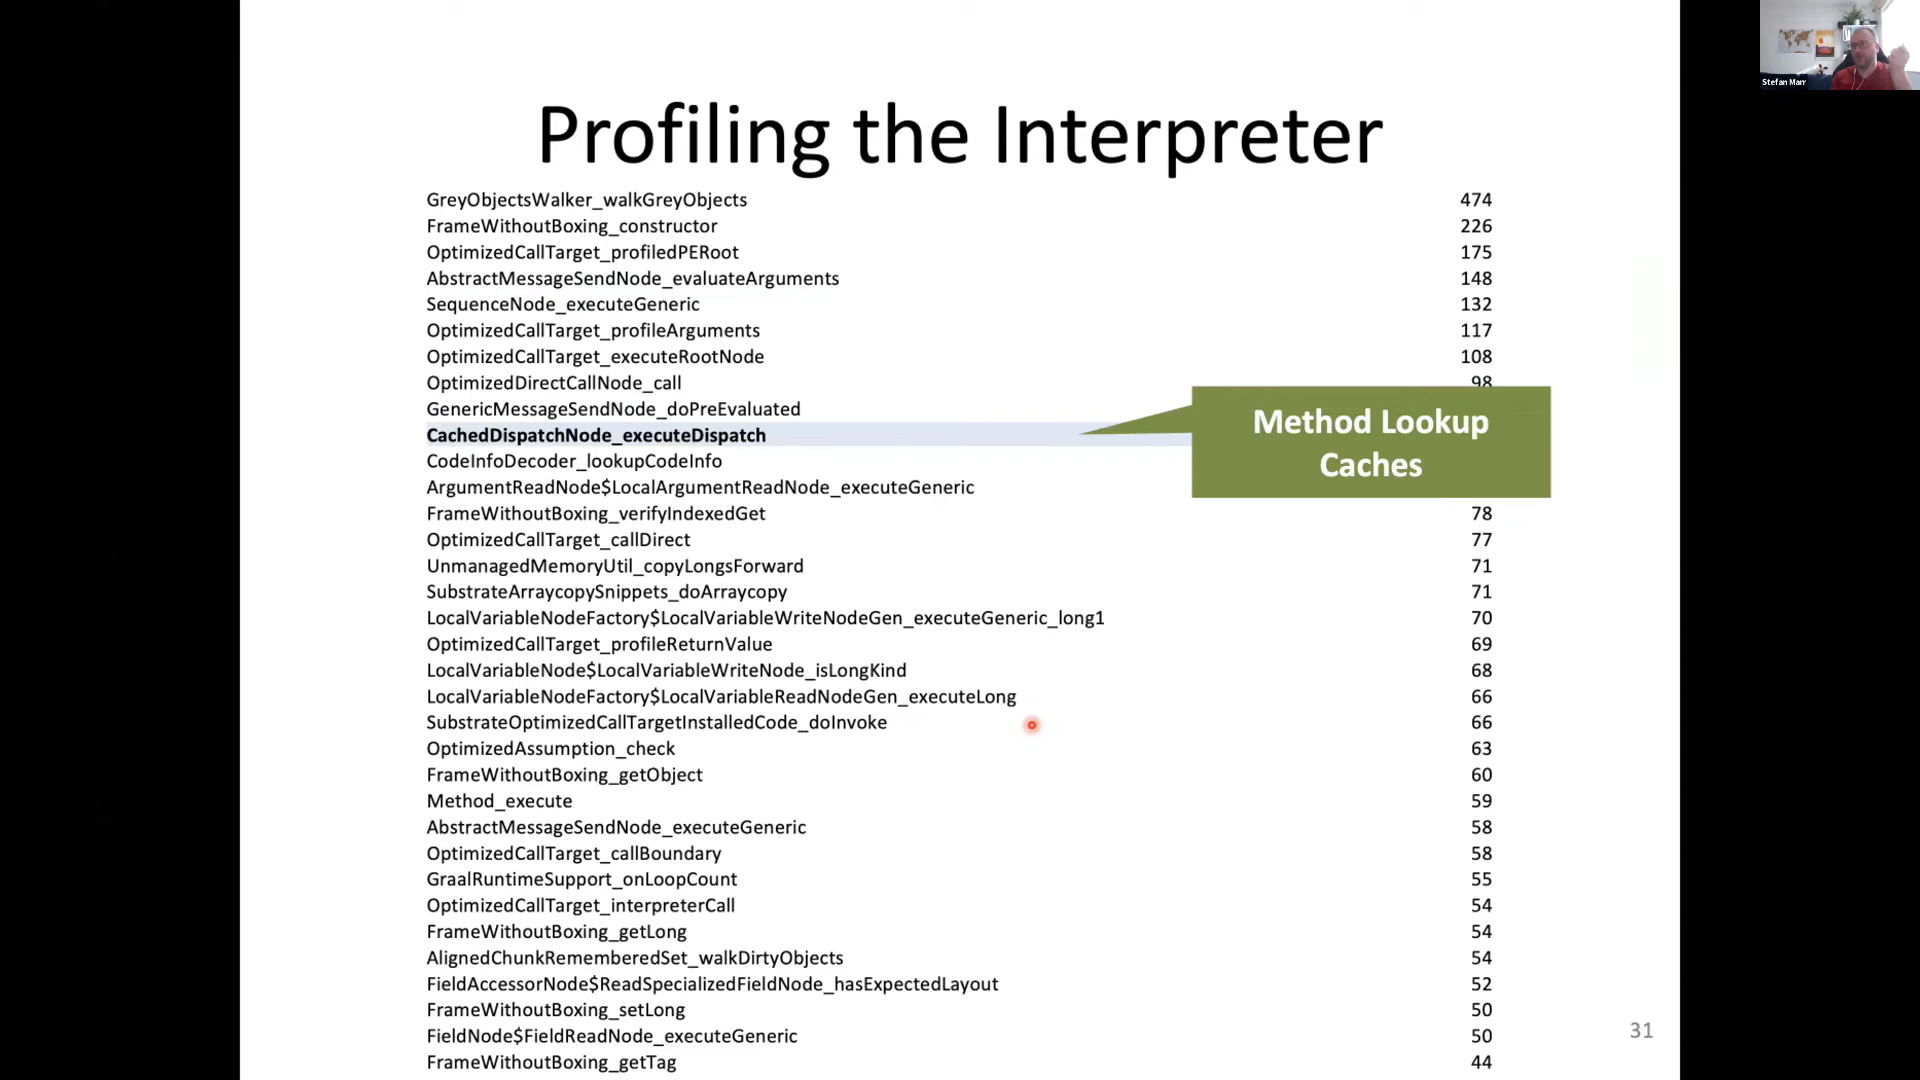 Stefan Marr
Profiling the Interpreter
GreyObjectsWalker_walkGreyObjects 474
FrameWithoutBoxing_constructor 226
OptimizedCallTarget_profiledPERoot 175
AbstractMessageSendNode_evaluateArguments 148
SequenceNode_executeGeneric 132
OptimizedCallTarget_profileArguments 117
OptimizedCallTarget_executeRootNode 108
OptimizedDirectCallNode_call 98
GenericMessageSendNode_doPreEvaluated
CachedDispatchNode_executeDispatch
Method Lookup
Caches
CodeInfoDecoder_lookupCodeInfo
ArgumentReadNode$LocalArgumentReadNode_executeGeneric
FrameWithoutBoxing_verifyIndexedGet 78
OptimizedCallTarget_callDirect 77
UnmanagedMemoryUtil_copyLongsForward 71
SubstrateArraycopySnippets_doArraycopy 71
LocalVariableNodeFactory$LocalVariableWriteNodeGen_executeGeneric_long1 70
OptimizedCallTarget_profileReturnValue 69
LocalVariableNode$LocalVariableWriteNode_isLongKind 68
LocalVariableNodeFactory$LocalVariableReadNodeGen_executeLong 66
SubstrateOptimizedCallTargetInstalledCode_doInvoke 66
OptimizedAssumption_check 63
FrameWithoutBoxing_getObject 60
Method_execute 59
AbstractMessageSendNode_executeGeneric 58
OptimizedCallTarget_callBoundary 58
GraalRuntimeSupport_onLoopCount 55
OptimizedCallTarget_interpreterCall 54
FrameWithoutBoxing_getLong 54
AlignedChunkRememberedSet_walkDirtyObjects 54
FieldAccessorNode$ReadSpecializedFieldNode_hasExpectedLayout 52
FrameWithoutBoxing_setLong 50
FieldNode$FieldReadNode_executeGeneric 50
FrameWithoutBoxing_getTag 44
31